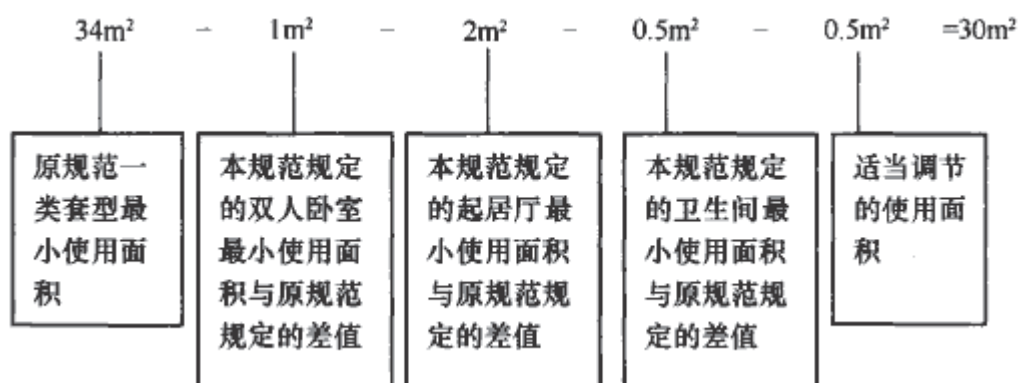 34m² - 1m² - 2m² - 0.5m² - 0.5m² =30m²
原规范一
类套型最
小使用面
积
本规范规定
的双人卧室
最小使用面
积与原规范
规定的差值
本规范规定
的起居厅最
小使用面积
与原规范规
定的差值
本规范规定
的卫生间最
小使用面积
与原规范规
定的差值
适当调节
的使用面
积